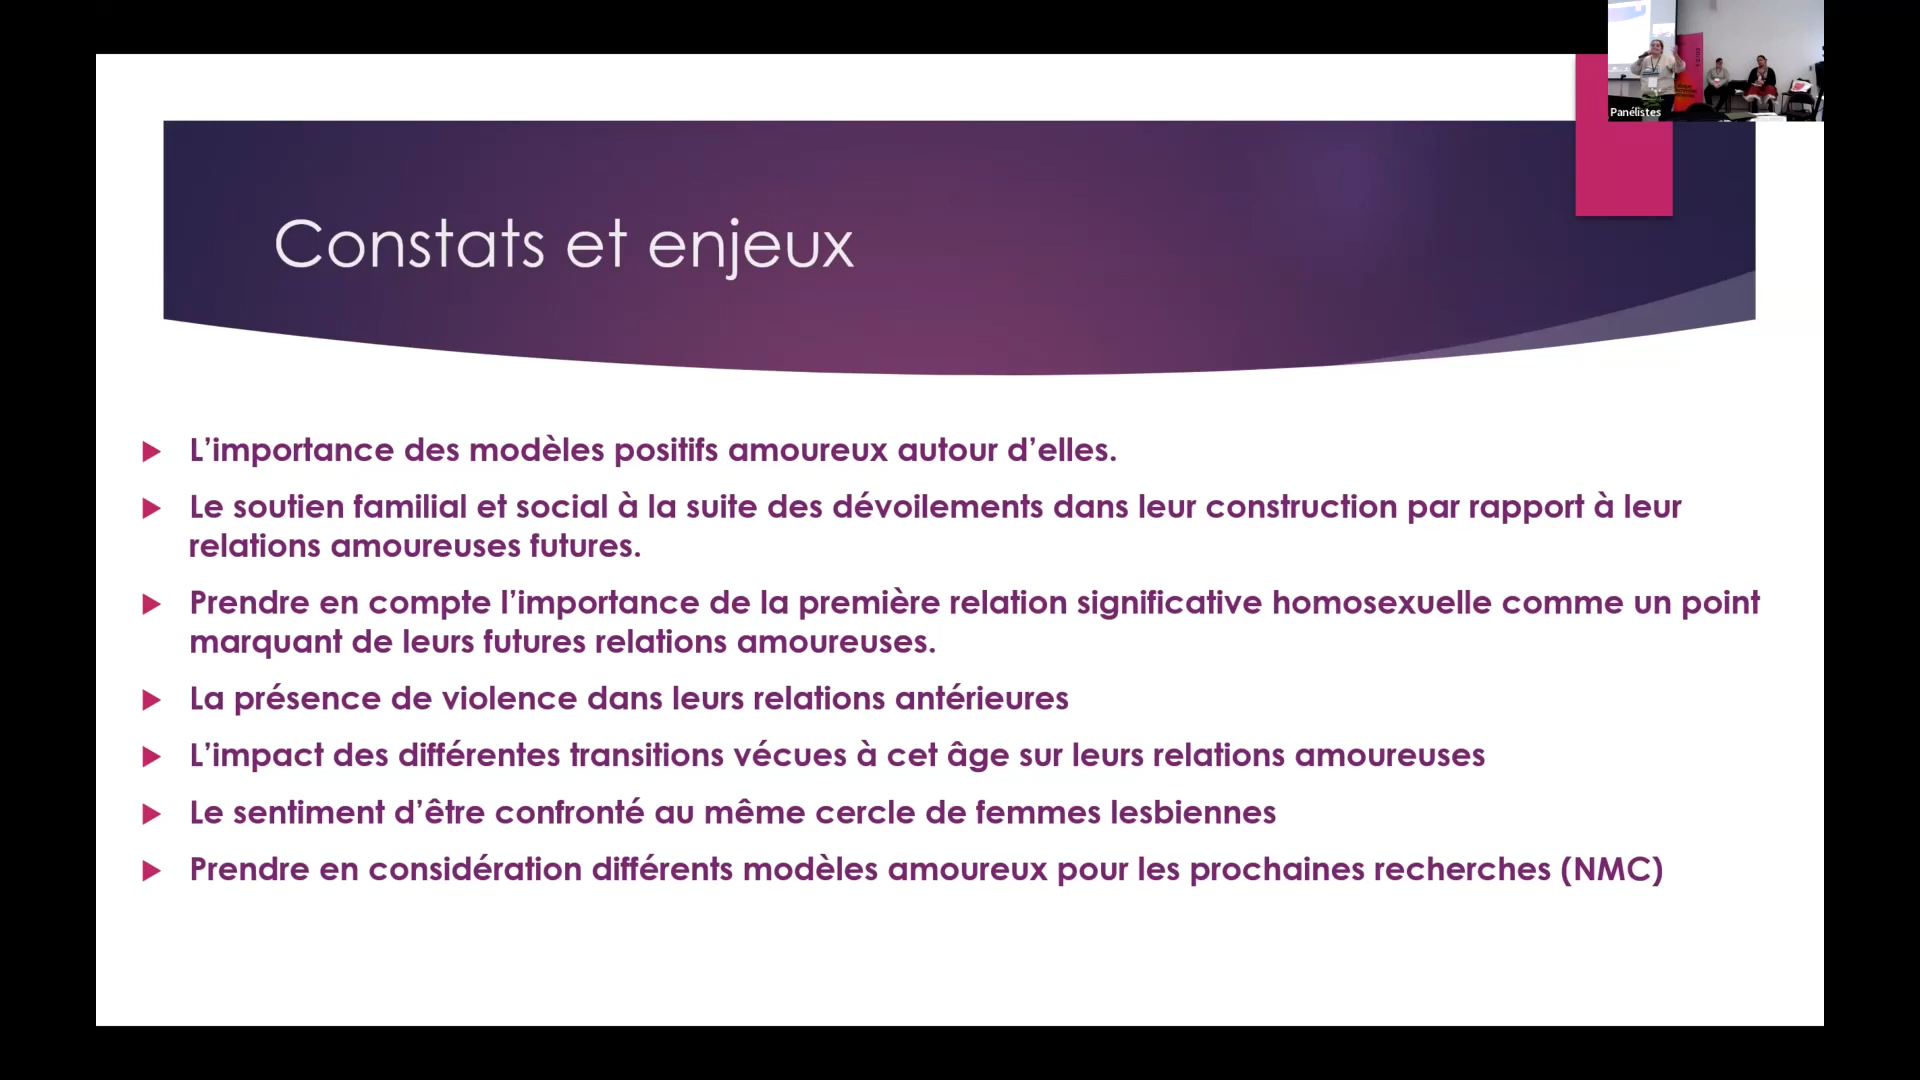 Panélistes
Constats et enjeux
L’importance des modèles positifs amoureux autour d’elles.
Le soutien familial et social à la suite des dévoilements dans leur construction par rapport à leur
relations amoureuses futures.
Prendre en compte l’importance de la première relation significative homosexuelle comme un point
marquant de leurs futures relations amoureuses.
La présence de violence dans leurs relations antérieures
L’impact des différentes transitions vécues à cet âge sur leurs relations amoureuses
Le sentiment d’être confronté au même cercle de femmes lesbiennes
Prendre en considération différents modèles amoureux pour les prochaines recherches (NMC)